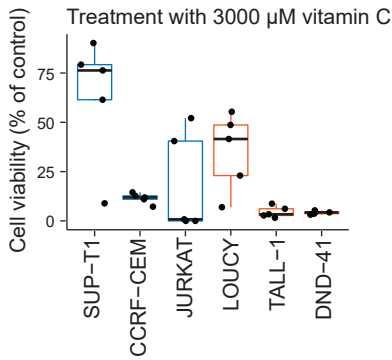 Treatment with 3000 µM vitamin C
Cell viability (% of control)
75
50
25
0
SUP−T1
CCRF−CEM
JURKAT
LOUCY
TALL−1
DND−41